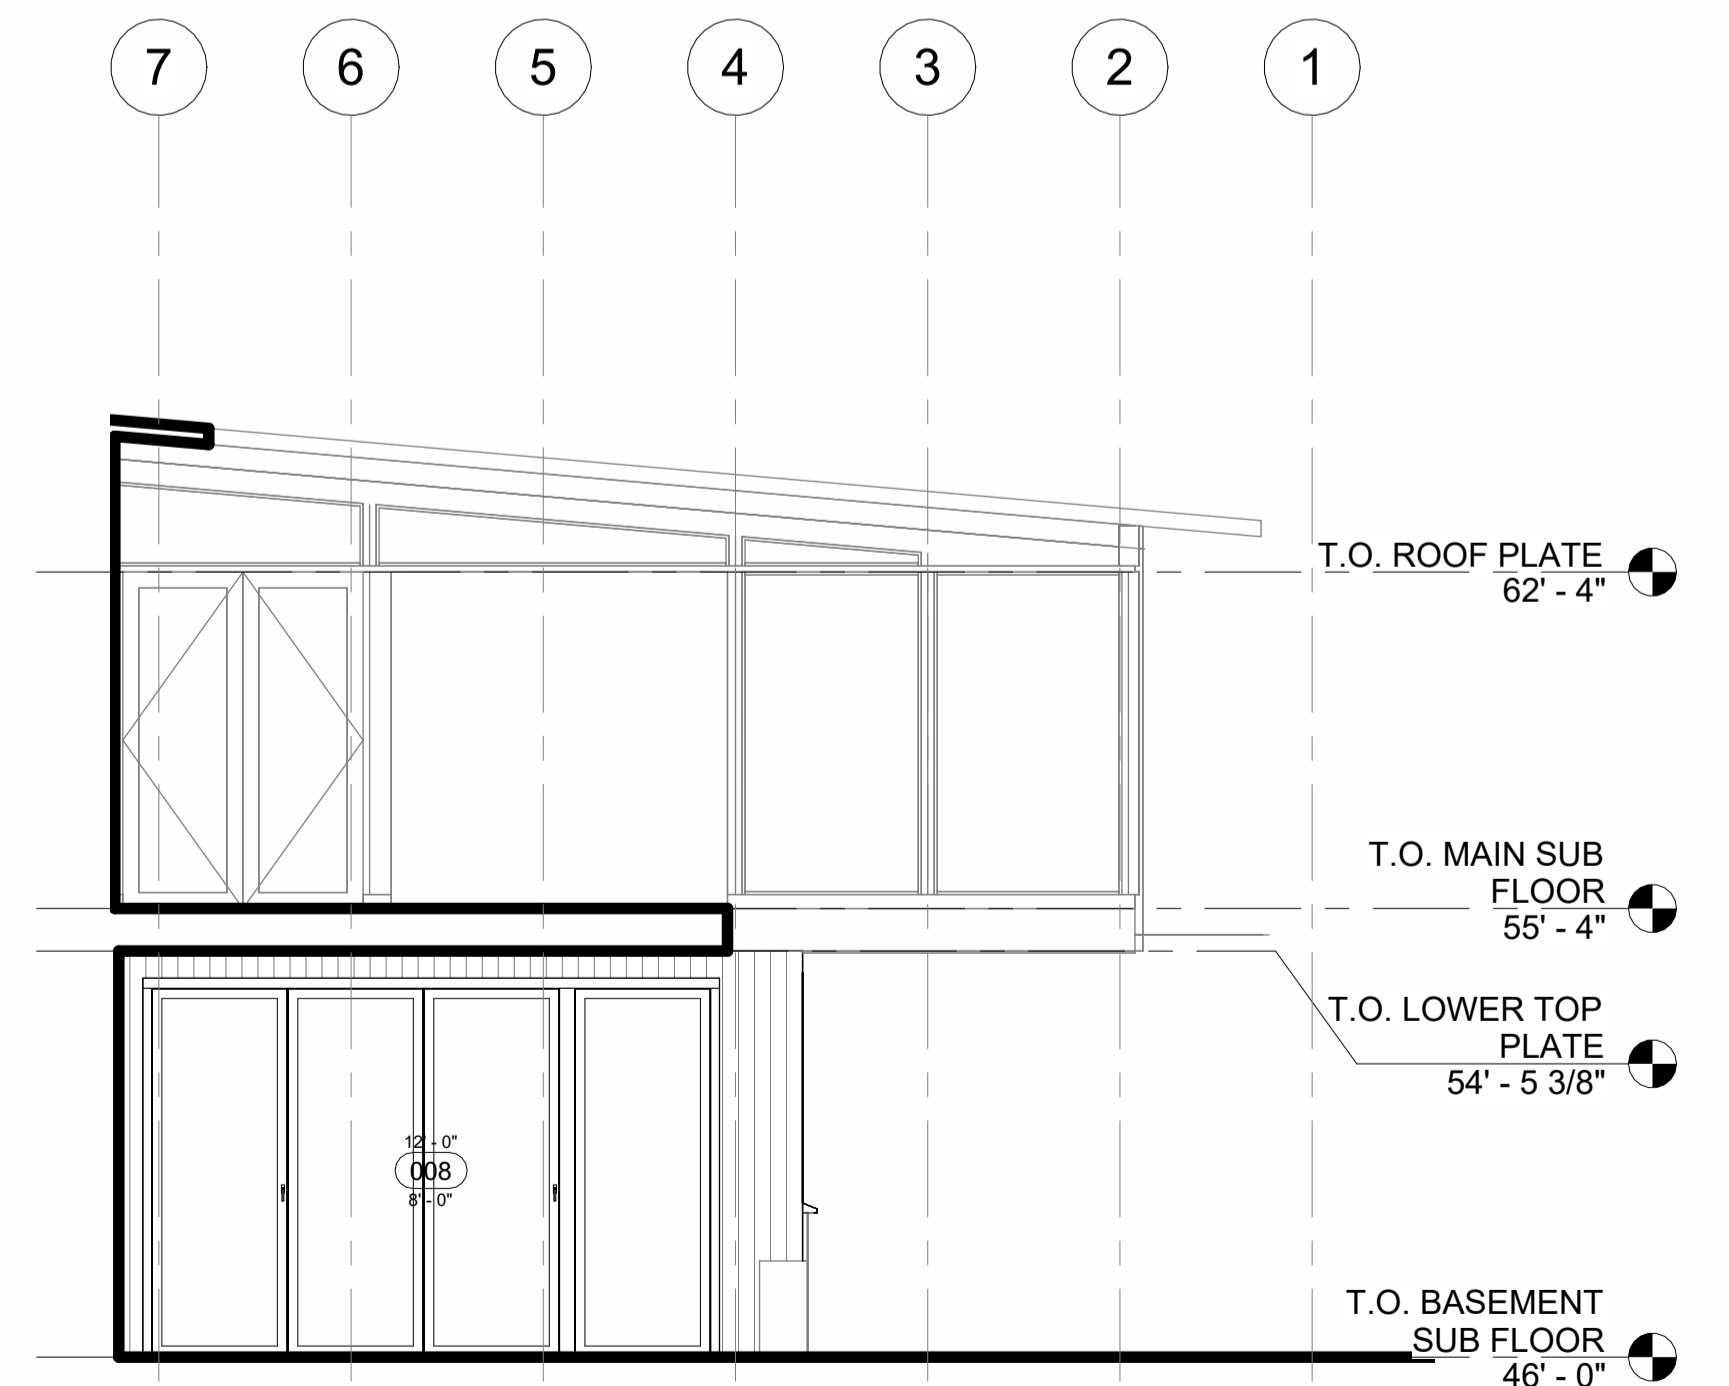 7 6 5 4 3 2 1
T.O. ROOF PLATE
62' - 4"
T.O. MAIN SUB
FLOOR
55' - 4"
T.O. LOWER TOP
PLATE
54' - 5 3/8"
12' - 0"
008
8' - 0"
T.O. BASEMENT
SUB FLOOR
46' - 0"